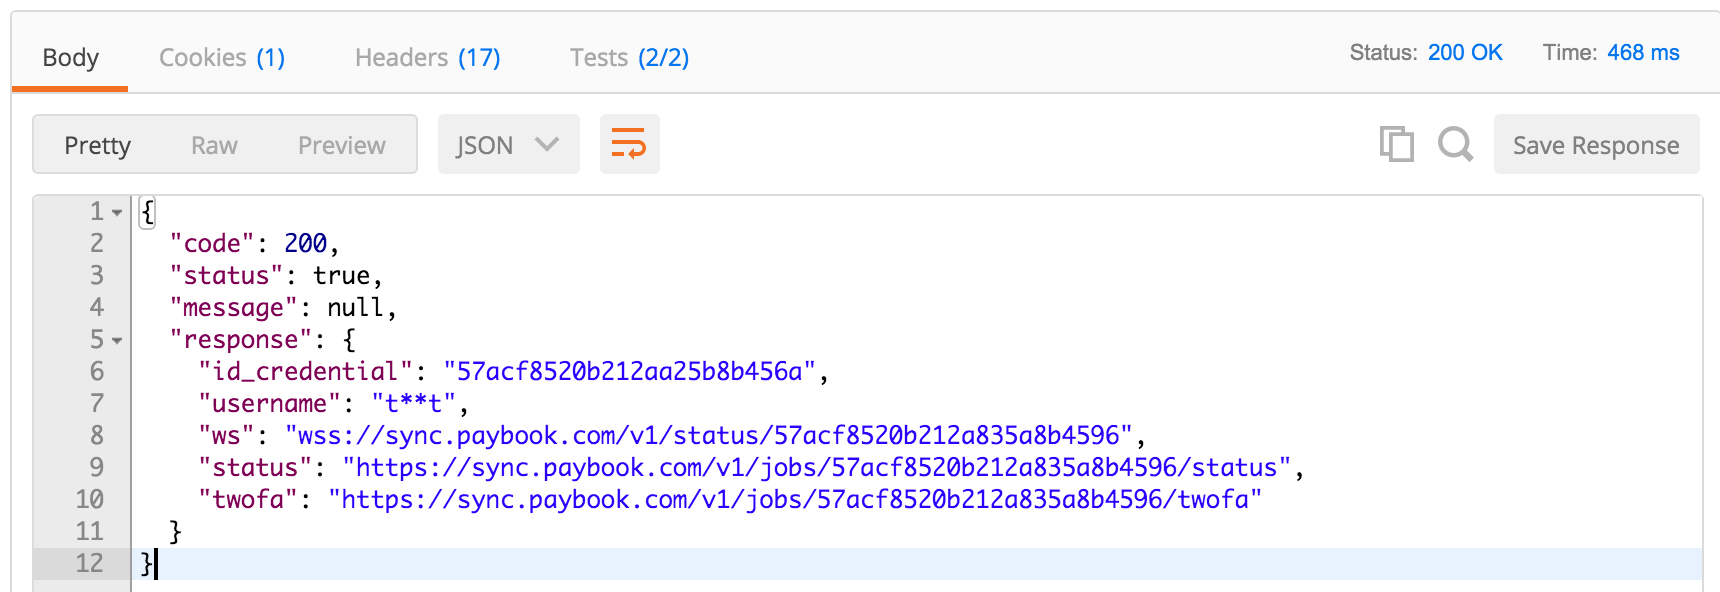 Body Cookies (1) Headers (17) Tests (2/2) Status: 200 OK Time: 468 ms
Pretty Raw Preview JSON Save Response
1 {
2 "code": 200,
3 "status": true,
4 "message": null,
5 "response": {
6 "id_credential": "57acf8520b212aa25b8b456a",
7 "username": "t**t",
8 "ws": "wss://sync.paybook.com/v1/status/57acf8520b212a835a8b4596",
9 "status": "https://sync.paybook.com/v1/jobs/57acf8520b212a835a8b4596/status",
10 "twofa": "https://sync.paybook.com/v1/jobs/57acf8520b212a835a8b4596/twofa"
11 }
12 }